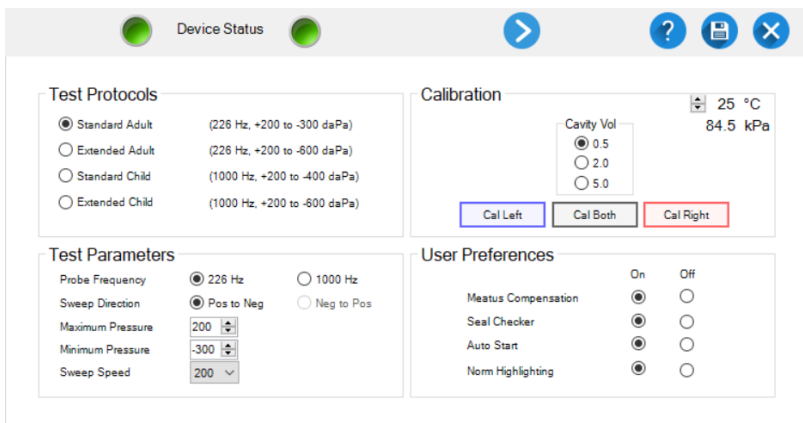 Device Status
?
Test Protocols
Standard Adult (226 Hz, +200 to -300 daPa)
Extended Adult (226 Hz, +200 to -600 daPa)
Standard Child (1000 Hz, +200 to -400 daPa)
Extended Child (1000 Hz, +200 to -600 daPa)
Calibration
25 °C
84.5 kPa
Cavity Vol
0.5
2.0
5.0
Cal Left Cal Both Cal Right
Test Parameters
Probe Frequency 226 Hz 1000 Hz
Sweep Direction Pos to Neg Neg to Pos
Maximum Pressure 200
Minimum Pressure -300
Sweep Speed 200
User Preferences
On Off
Meatus Compensation
Seal Checker
Auto Start
Norm Highlighting